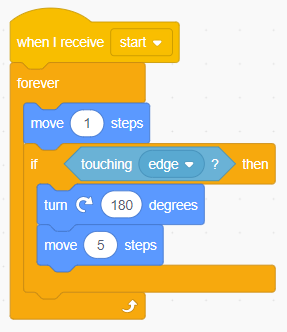 when I receive start
forever
move 1 steps
if touching edge ? then
turn 180 degrees
move 5 steps